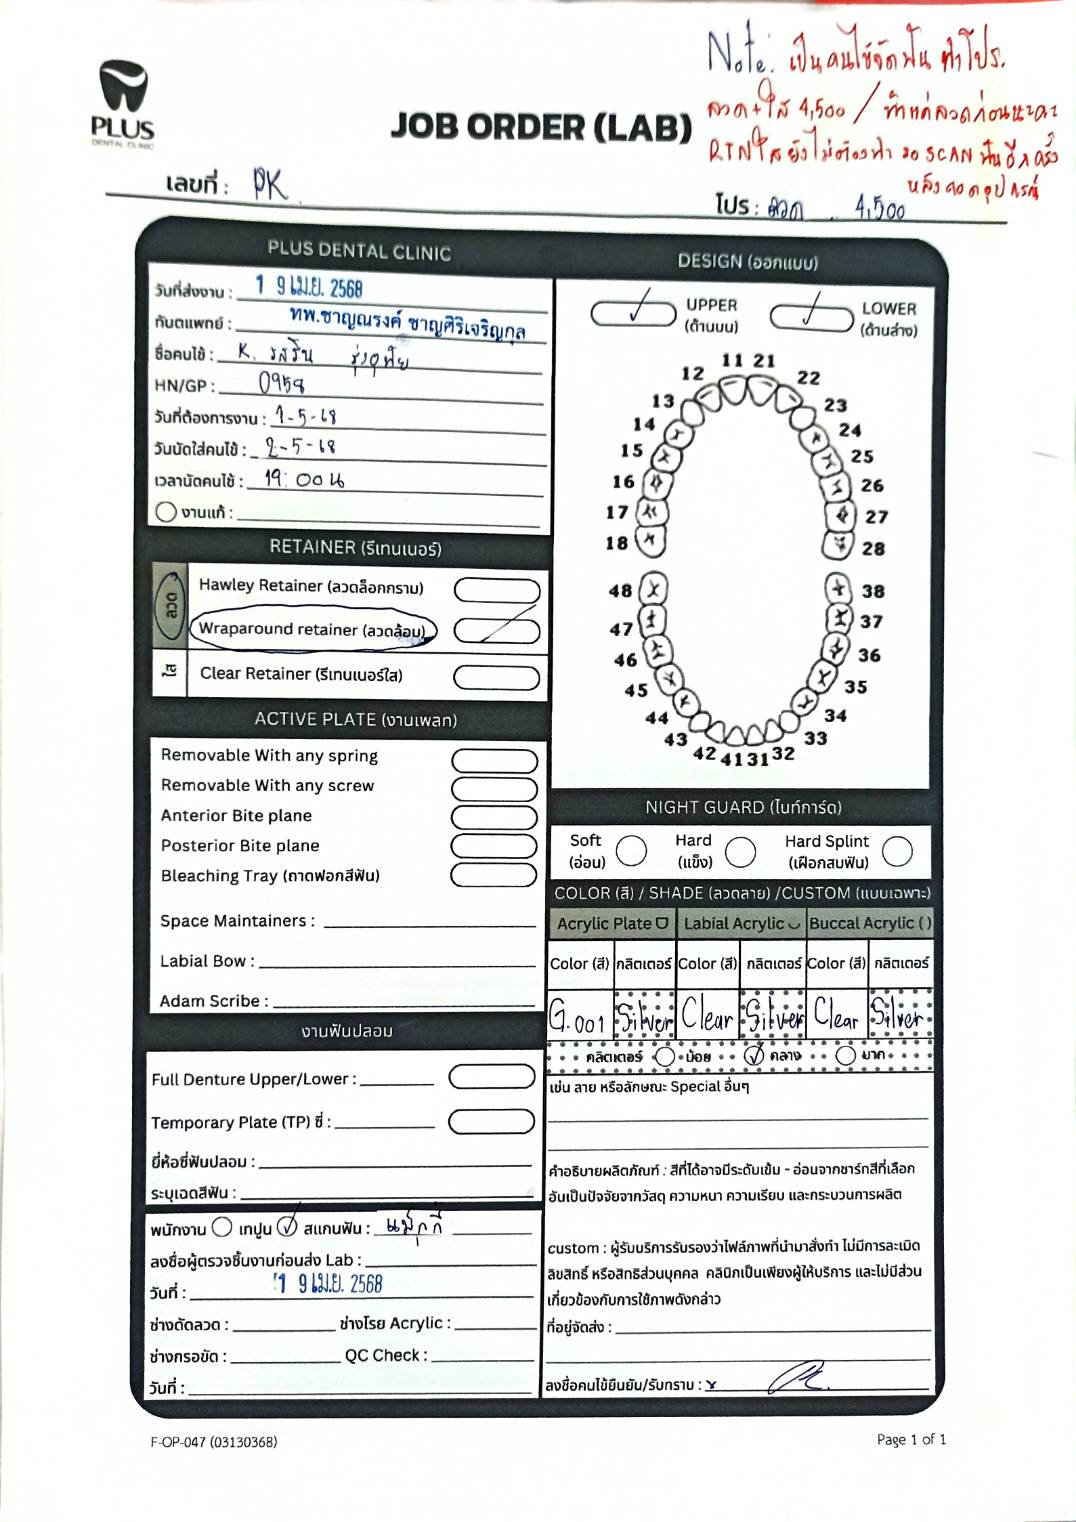 Note: เป็นคนไข้จัดฟัน ทำโปร.
ลวด+ใส 4,500 / ทำแค่ลวดก่อนนะคะ
RTNใส ยังไม่ต้องทำ รอ SCAN ฟันอีกครั้ง
หลังถอดอุปกรณ์
PLUS
DENTAL CLINIC
JOB ORDER (LAB)
เลขที่ : PK
โปร : ลวด 4,500
PLUS DENTAL CLINIC
วันที่ส่งงาน : 19 เม.ย. 2568
ทันตแพทย์ : ทพ.ชาญณรงค์ ชาญศิริเจริญกุล
ชื่อคนไข้ : K. รสริน รุ่งอุทัย
HN/GP : 0958
วันที่ต้องการงาน : 1-5-68
วันนัดใส่คนไข้ : 2-5-68
เวลานัดคนไข้ : 19:00 น
งานแก้ :
RETAINER (รีเทนเนอร์)
ลวด
Hawley Retainer (ลวดล็อกกราม)
Wraparound retainer (ลวดล้อม)
ใส
Clear Retainer (รีเทนเนอร์ใส)
ACTIVE PLATE (งานเพลท)
Removable With any spring
Removable With any screw
Anterior Bite plane
Posterior Bite plane
Bleaching Tray (ถาดฟอกสีฟัน)
Space Maintainers :
Labial Bow :
Adam Scribe :
งานฟันปลอม
Full Denture Upper/Lower :
Temporary Plate (TP) ซี่ :
ยี่ห้อซี่ฟันปลอม :
ระบุเฉดสีฟัน :
พนักงาน เทปูน สแกนฟัน : แม่กุ๊กกี้
ลงชื่อผู้ตรวจชิ้นงานก่อนส่ง Lab :
วันที่ : 19 เม.ย. 2568
ช่างดัดลวด : ช่างโรย Acrylic :
ช่างกรอขัด : QC Check :
วันที่ :
DESIGN (ออกแบบ)
UPPER
(ด้านบน)
LOWER
(ด้านล่าง)
11 21
12 22
13 23
14 24
15 25
16 26
17 27
18 28
48 38
47 37
46 36
45 35
44 34
43 33
42 41 31 32
NIGHT GUARD (ไนท์การ์ด)
Soft
(อ่อน)
Hard
(แข็ง)
Hard Splint
(เฝือกสบฟัน)
COLOR (สี) / SHADE (ลวดลาย) /CUSTOM (แบบเฉพาะ)
Acrylic Plate Labial Acrylic Buccal Acrylic ( )
Color (สี) กลิตเตอร์ Color (สี) กลิตเตอร์ Color (สี) กลิตเตอร์
G.001 Silver Clear Silver Clear Silver
กลิตเตอร์ น้อย กลาง มาก
เช่น ลาย หรือลักษณะ Special อื่นๆ
คำอธิบายผลิตภัณฑ์ : สีที่ได้อาจมีระดับเข้ม - อ่อนจากชาร์ทสีที่เลือก
อันเป็นปัจจัยจากวัสดุ ความหนา ความเรียบ และกระบวนการผลิต
custom : ผู้รับบริการรับรองว่าไฟล์ภาพที่นำมาสั่งทำ ไม่มีการละเมิด
ลิขสิทธิ์ หรือสิทธิส่วนบุคคล คลินิกเป็นเพียงผู้ให้บริการ และไม่มีส่วน
เกี่ยวข้องกับการใช้ภาพดังกล่าว
ที่อยู่จัดส่ง :
ลงชื่อคนไข้ยืนยัน/รับทราบ :
F-OP-047 (03130368)
Page 1 of 1